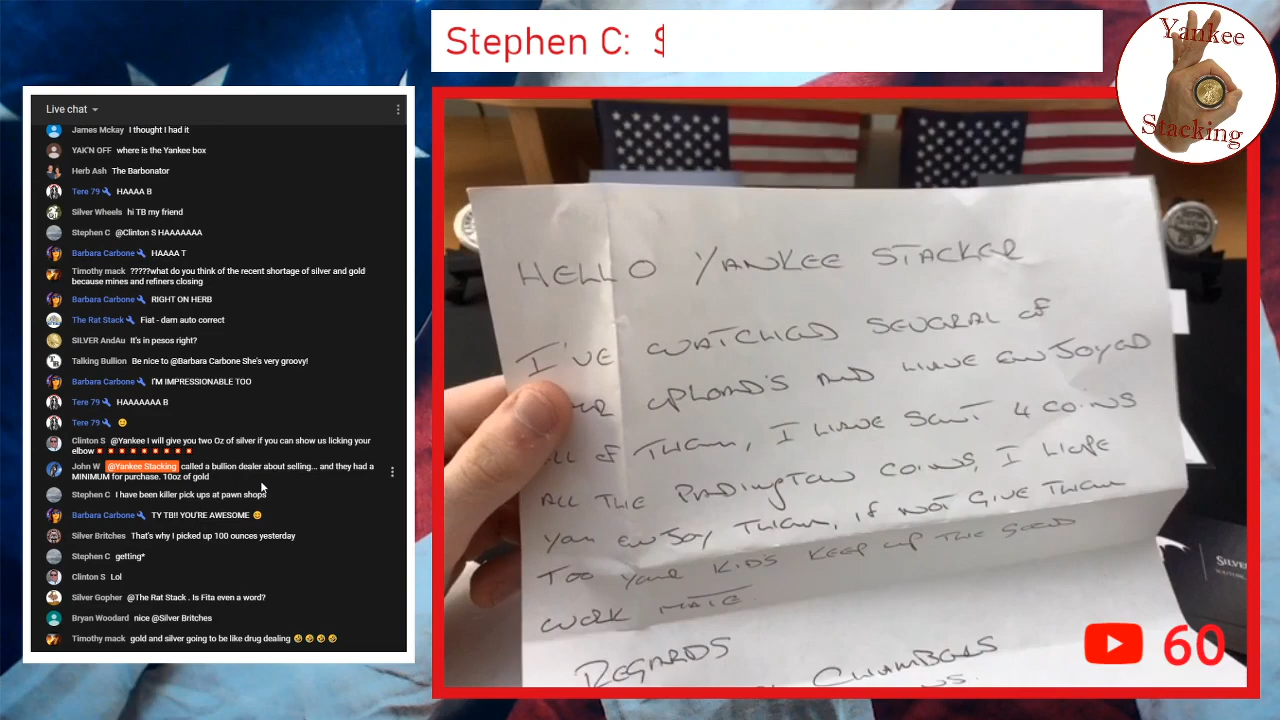 Stephen C: $
Yankee
Stacking
Live chat
James Mckay I thought I had it
YAK'N OFF where is the Yankee box
Herb Ash The Barbonator
Tere 79 HAAAA B
Silver Wheels hi TB my friend
Stephen C @Clinton S HAAAAAAA
Barbara Carbone HAAAA T
Timothy mack ?????what do you think of the recent shortage of silver and gold
because mines and refiners closing
Barbara Carbone RIGHT ON HERB
The Rat Stack Fiat - darn auto correct
SILVER AndAu It's in pesos right?
Talking Bullion Be nice to @Barbara Carbone She's very groovy!
Barbara Carbone I'M IMPRESSIONABLE TOO
Tere 79 HAAAAAAA B
Tere 79 😊
Clinton S @Yankee I will give you two Oz of silver if you can show us licking your
elbow 💥💥💥💥💥💥💥💥💥
John W @Yankee Stacking called a bullion dealer about selling... and they had a
MINIMUM for purchase. 10oz of gold
Stephen C I have been killer pick ups at pawn shops
Barbara Carbone TY TB!! YOU'RE AWESOME 😊
Silver Britches That's why I picked up 100 ounces yesterday
Stephen C getting*
Clinton S Lol
Silver Gopher @The Rat Stack . Is Fita even a word?
Bryan Woodard nice @Silver Britches
Timothy mack gold and silver going to be like drug dealing 🤣🤣🤣🤣
HELLO YANKEE STACKER
I'VE WATCHED SEVERAL OF
UPLOAD'S AND HAVE ENJOYED
OF THEM, I HAVE SENT 4 COINS
ALL THE PADDINGTON COINS, I HOPE
YOU ENJOY THEM, IF NOT GIVE THEM
TOO YOUR KID'S KEEP UP THE GOOD
WORK MATE.
REGARDS
CHAMBERS
SILVER
60